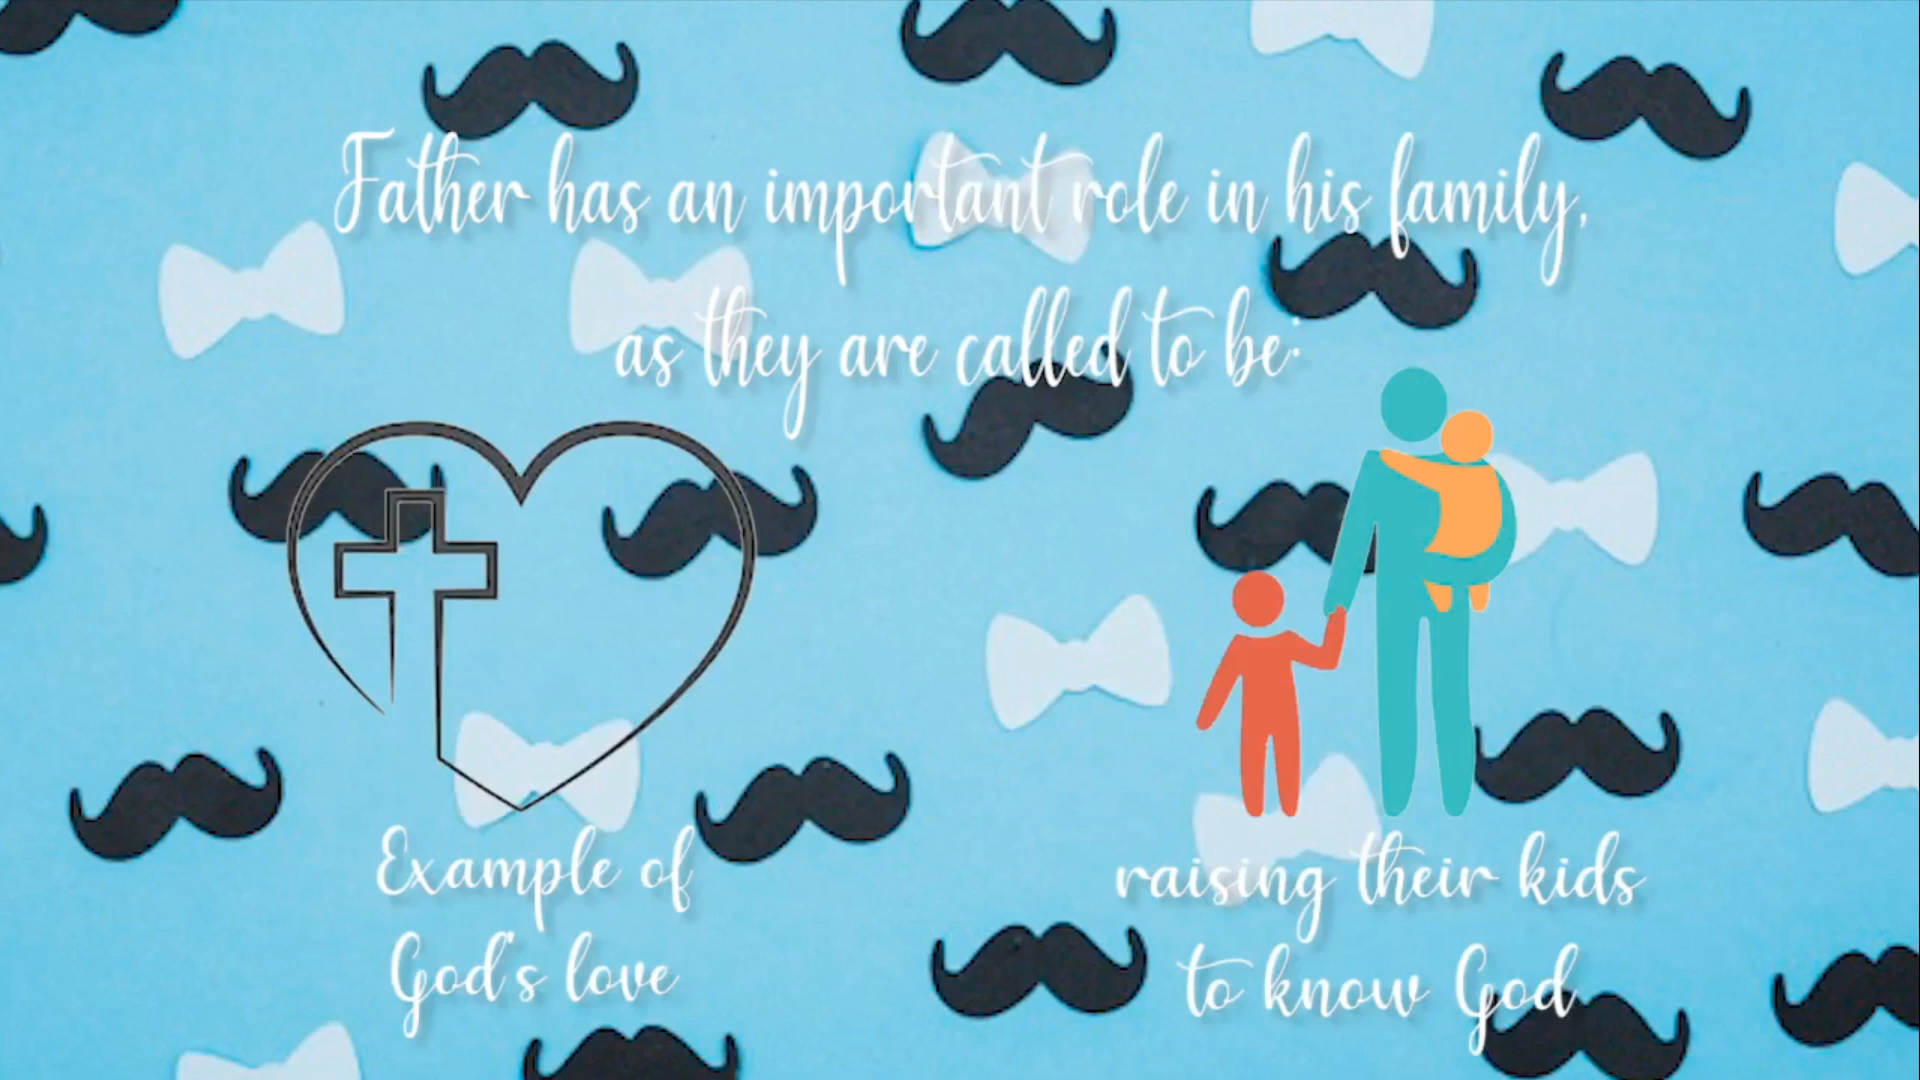 Father has an important role in his family,
as they are called to be:
Example of
God's love
raising their kids
to know God